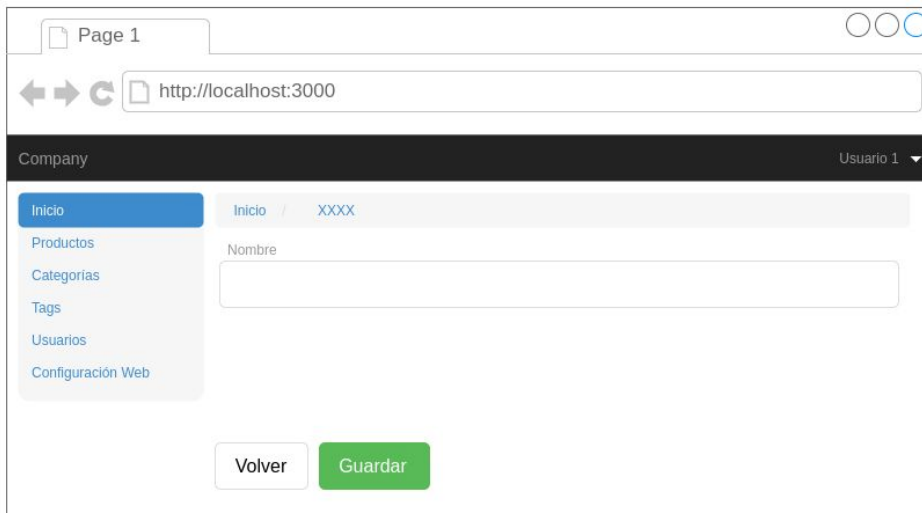 Page 1
http://localhost:3000
Company
Usuario 1
Inicio
Productos
Categorías
Tags
Usuarios
Configuración Web
Inicio / XXXX
Nombre
Volver
Guardar